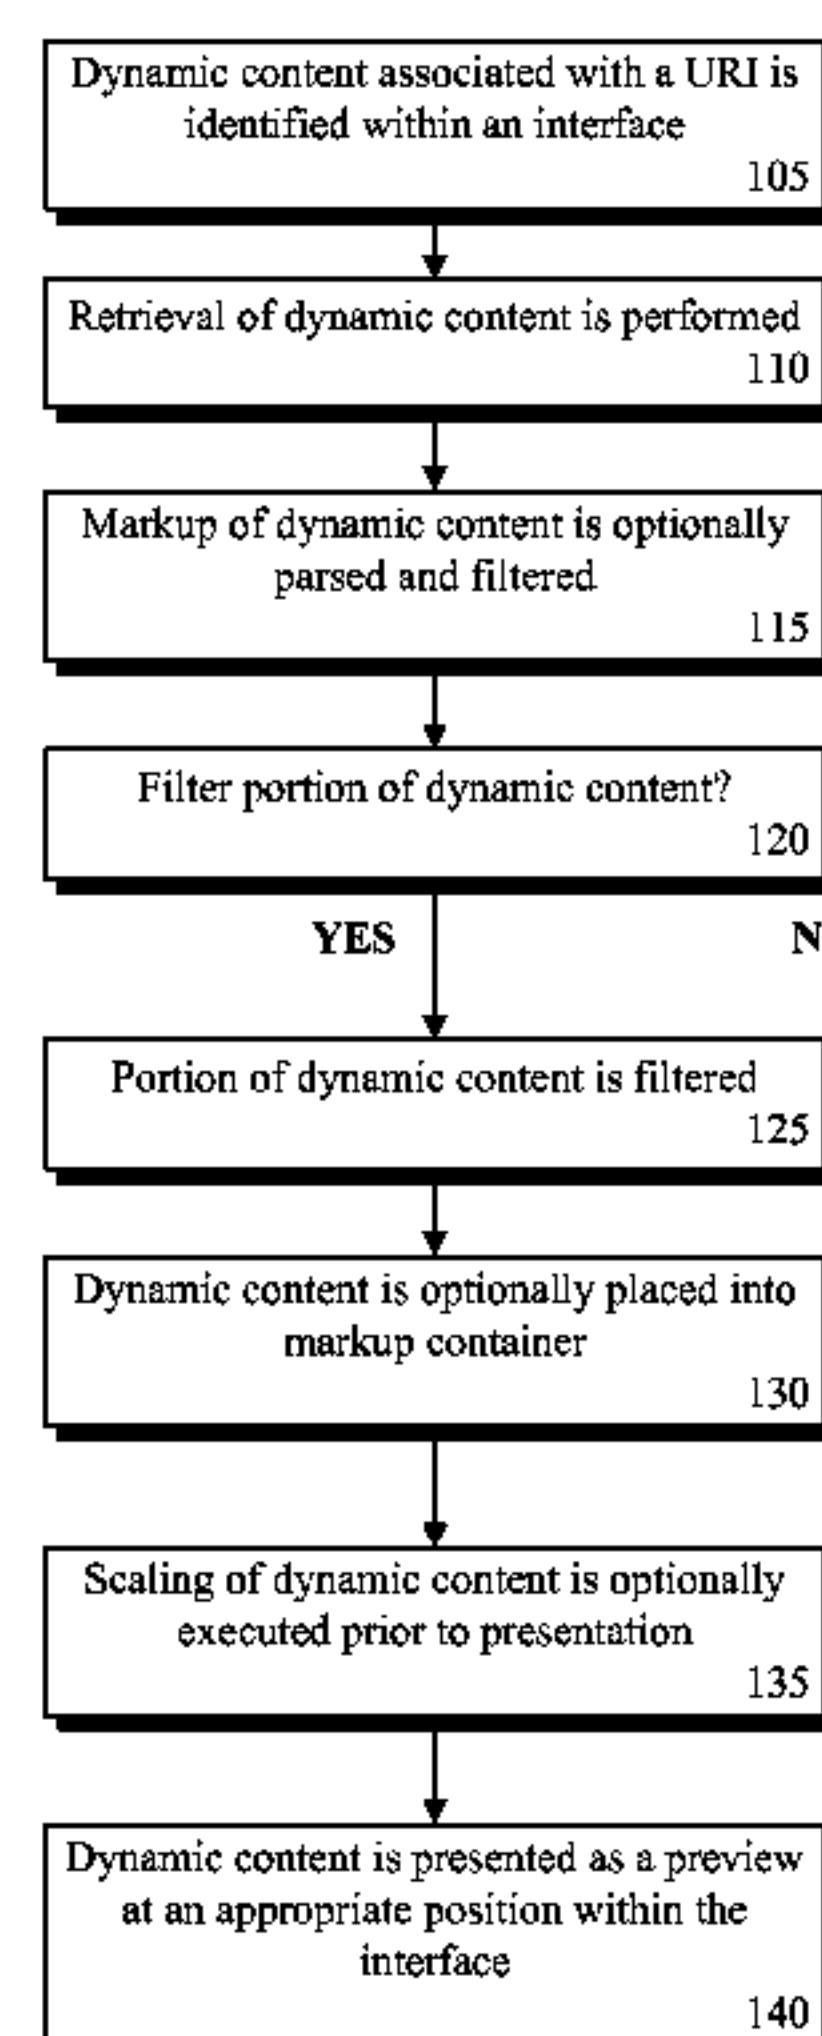 Dynamic content associated with a URI is
identified within an interface
105
Retrieval of dynamic content is performed
110
Markup of dynamic content is optionally
parsed and filtered
115
Filter portion of dynamic content?
120
YES
N
Portion of dynamic content is filtered
125
Dynamic content is optionally placed into
markup container
130
Scaling of dynamic content is optionally
executed prior to presentation
135
Dynamic content is presented as a preview
at an appropriate position within the
interface
140